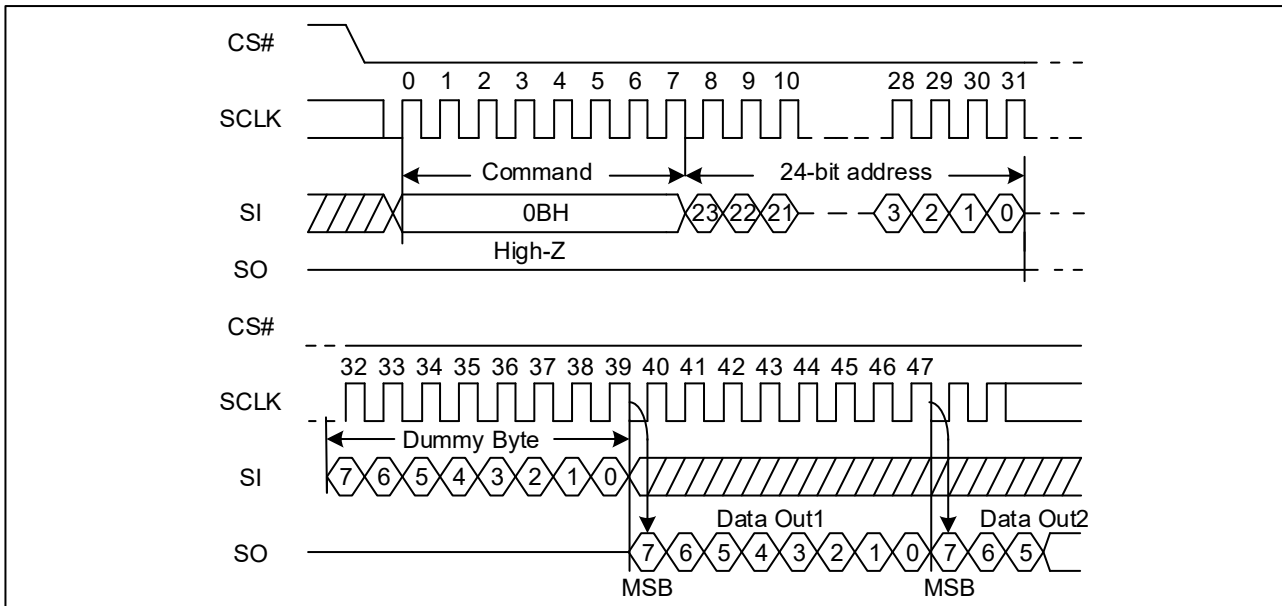 CS#
0 1 2 3 4 5 6 7 8 9 10 28 29 30 31
SCLK
Command 24-bit address
SI 0BH 23 22 21 3 2 1 0
High-Z
SO
CS#
32 33 34 35 36 37 38 39 40 41 42 43 44 45 46 47
SCLK
Dummy Byte
SI 7 6 5 4 3 2 1 0
Data Out1 Data Out2
SO 7 6 5 4 3 2 1 0 7 6 5
MSB MSB